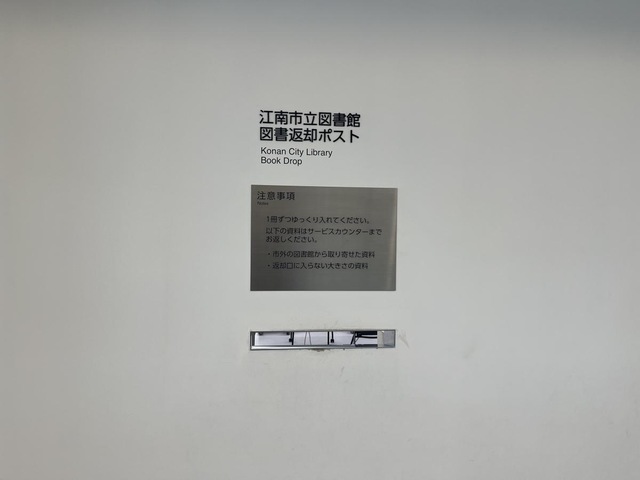 江南市立図書館
図書返却ポスト
Konan City Library
Book Drop
注意事項
Notes
1冊ずつゆっくり入れてください。
以下の資料はサービスカウンターまで
お返しください。
・市外の図書館から取り寄せた資料
・返却口に入らない大きさの資料